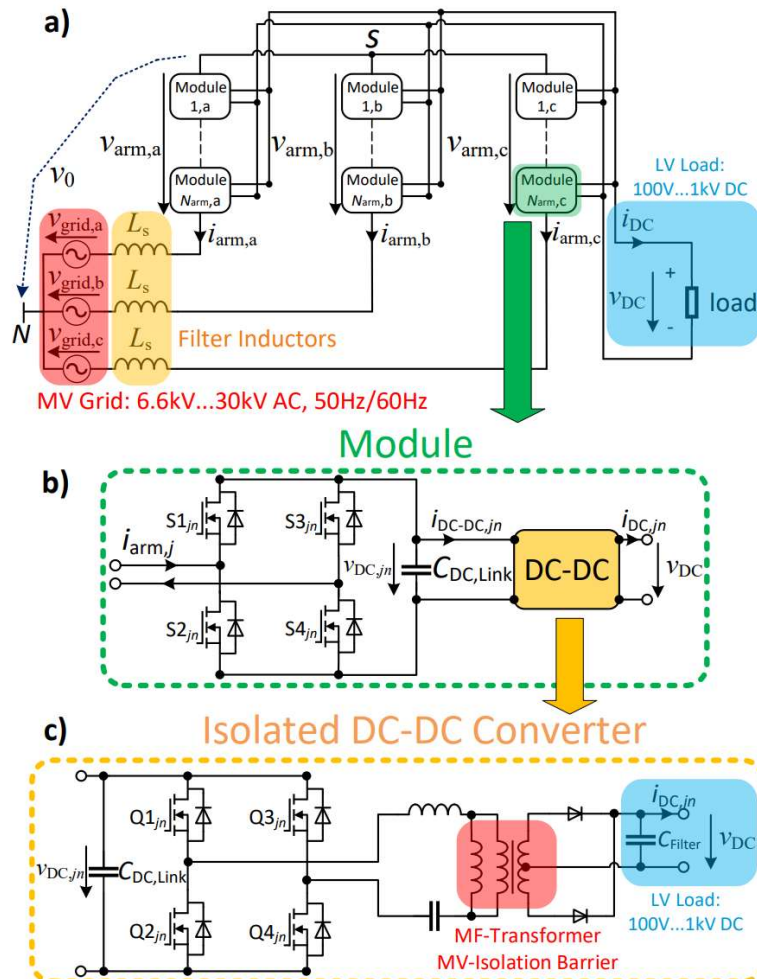 a)
S
Module
1,a
Module
1,b
Module
1,c
v_arm,a
v_arm,b
v_arm,c
v_0
Module
N_arm,a
Module
N_arm,b
Module
N_arm,c
LV Load:
100V...1kV DC
i_DC
v_DC
+
-
load
v_grid,a
L_s
i_arm,a
i_arm,b
i_arm,c
v_grid,b
L_s
N
Filter Inductors
v_grid,c
L_s
MV Grid: 6.6kV...30kV AC, 50Hz/60Hz
Module
b)
S1_jn
S3_jn
i_arm,j
v_DC,jn
C_DC,Link
i_DC-DC,jn
DC-DC
i_DC,jn
v_DC
S2_jn
S4_jn
c)
Isolated DC-DC Converter
Q1_jn
Q3_jn
v_DC,jn
C_DC,Link
Q2_jn
Q4_jn
i_DC,jn
C_Filter
v_DC
LV Load:
100V...1kV DC
MF-Transformer
MV-Isolation Barrier